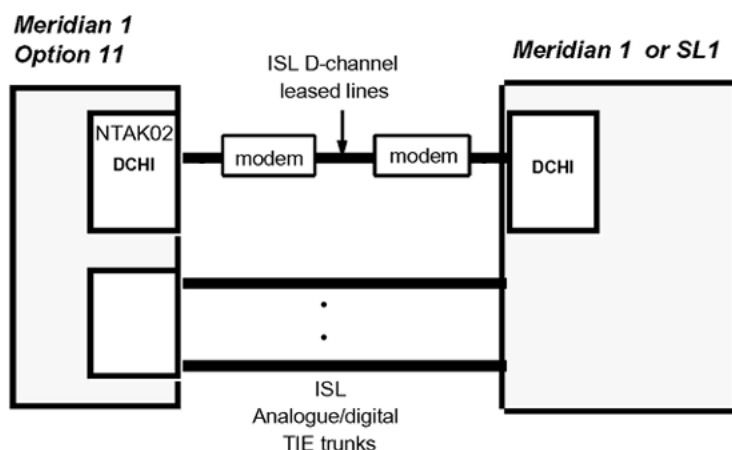 Meridian 1
Option 11
Meridian 1 or SL1
ISL D-channel
leased lines
NTAK02
DCHI
modem
modem
DCHI
ISL
Analogue/digital
TIE trunks